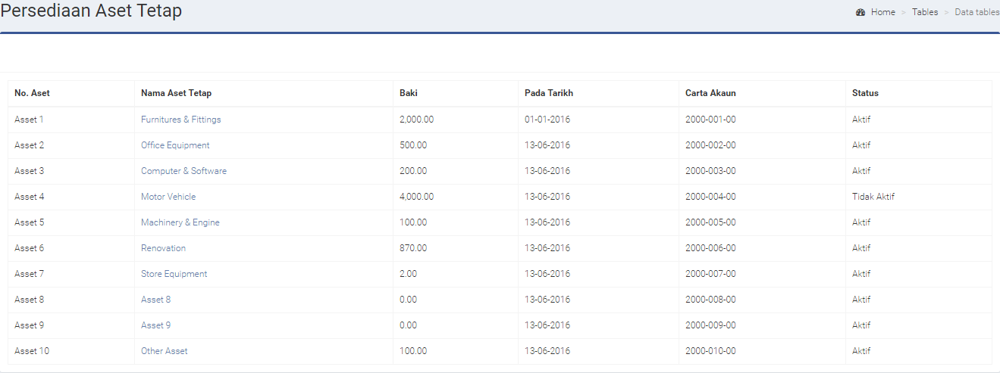 Persediaan Aset Tetap
Home > Tables > Data tables
No. Aset Nama Aset Tetap Baki Pada Tarikh Carta Akaun Status
Asset 1 Furnitures & Fittings 2,000.00 01-01-2016 2000-001-00 Aktif
Asset 2 Office Equipment 500.00 13-06-2016 2000-002-00 Aktif
Asset 3 Computer & Software 200.00 13-06-2016 2000-003-00 Aktif
Asset 4 Motor Vehicle 4,000.00 13-06-2016 2000-004-00 Tidak Aktif
Asset 5 Machinery & Engine 100.00 13-06-2016 2000-005-00 Aktif
Asset 6 Renovation 870.00 13-06-2016 2000-006-00 Aktif
Asset 7 Store Equipment 2.00 13-06-2016 2000-007-00 Aktif
Asset 8 Asset 8 0.00 13-06-2016 2000-008-00 Aktif
Asset 9 Asset 9 0.00 13-06-2016 2000-009-00 Aktif
Asset 10 Other Asset 100.00 13-06-2016 2000-010-00 Aktif